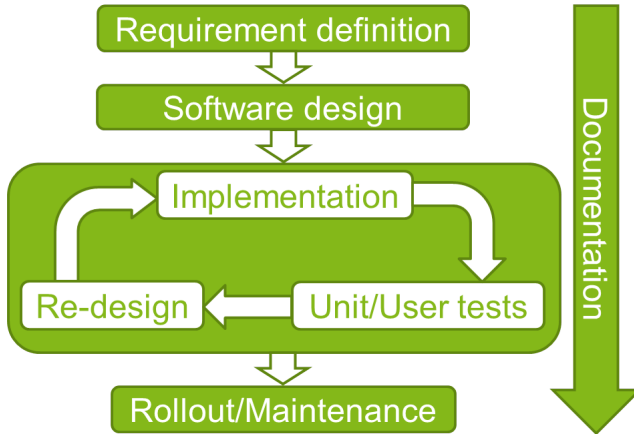 Requirement definition
Software design
Implementation
Re-design
Unit/User tests
Rollout/Maintenance
Documentation